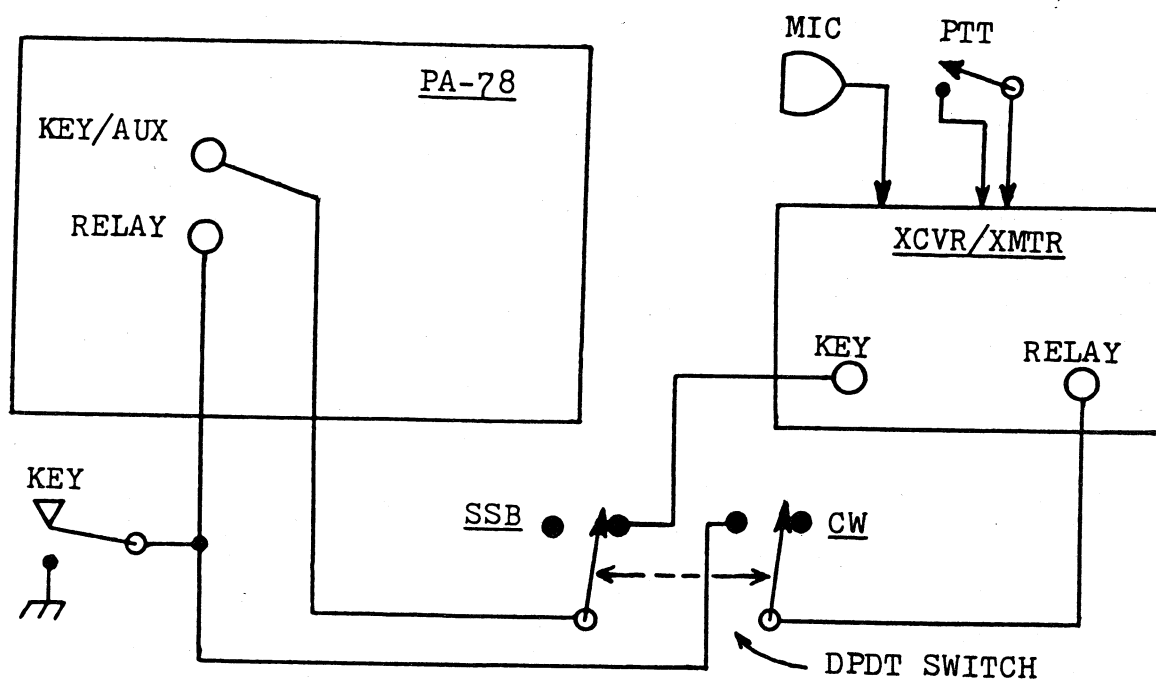 MIC
PTT
PA-78
KEY/AUX
RELAY
XCVR/XMTR
KEY
RELAY
KEY
SSB
CW
DPDT SWITCH